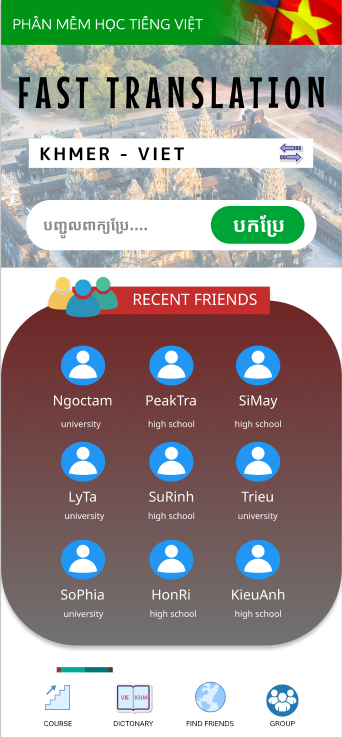 PHẦN MỀM HỌC TIẾNG VIỆT
FAST TRANSLATION
KHMER - VIET
បញ្ចូលពាក្យប្រែ....
បកប្រែ
RECENT FRIENDS
Ngoctam PeakTra SiMay
university high school high school
LyTa SuRinh Trieu
university high school university
SoPhia HonRi KieuAnh
university high school high school
VIE KHM
COURSE DICTONARY FIND FRIENDS GROUP